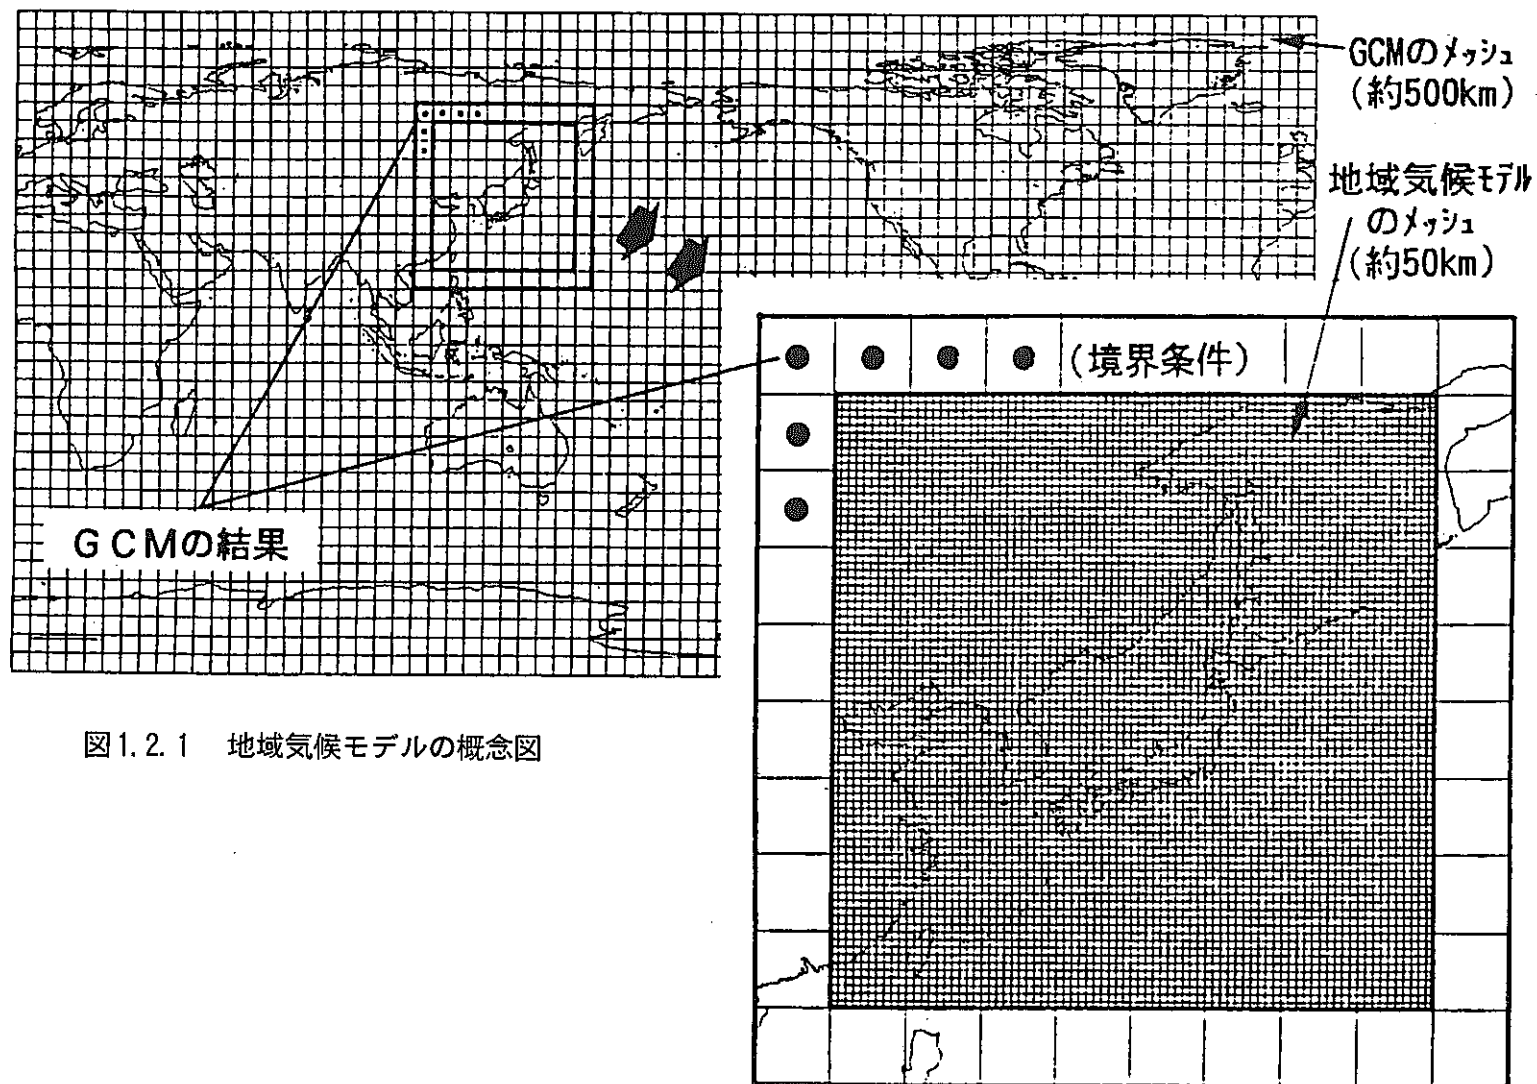 GCMのメッシュ
(約500km)
地域気候モデル
のメッシュ
(約50km)
(境界条件)
GCMの結果
図1.2.1 地域気候モデルの概念図